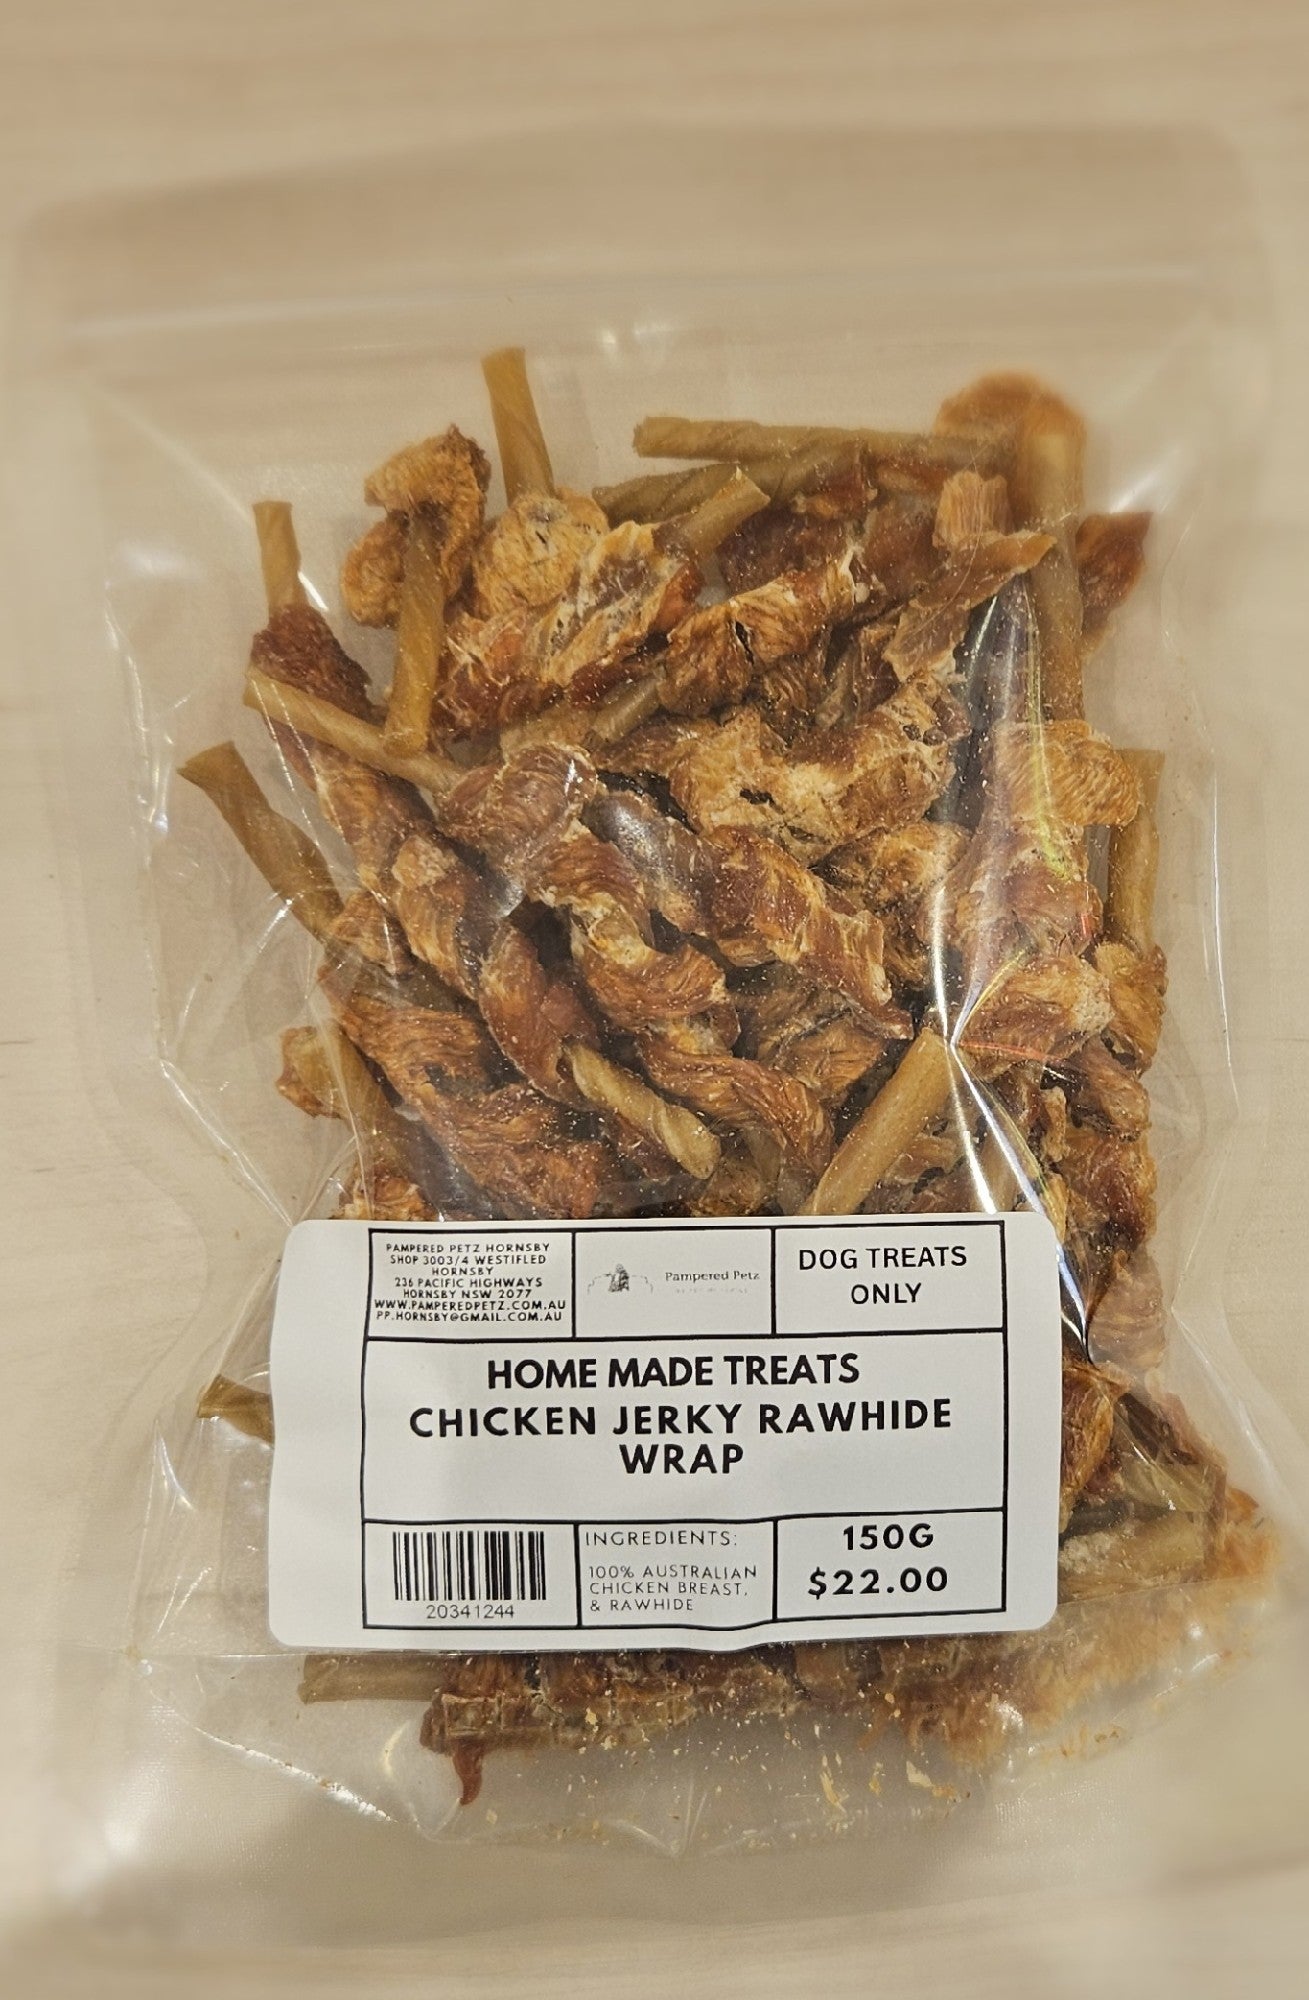 PAMPERED PETZ HORNSBY
SHOP 3003/4 WESTIFLED
HORNSBY
236 PACIFIC HIGHWAYS
HORNSBY NSW 2077
WWW.PAMPEREDPETZ.COM.AU
PP.HORNSBY@GMAIL.COM.AU
Pampered Petz
DOG TREATS
ONLY
HOME MADE TREATS
CHICKEN JERKY RAWHIDE
WRAP
20341244
INGREDIENTS:
100% AUSTRALIAN
CHICKEN BREAST,
& RAWHIDE
150G
$22.00